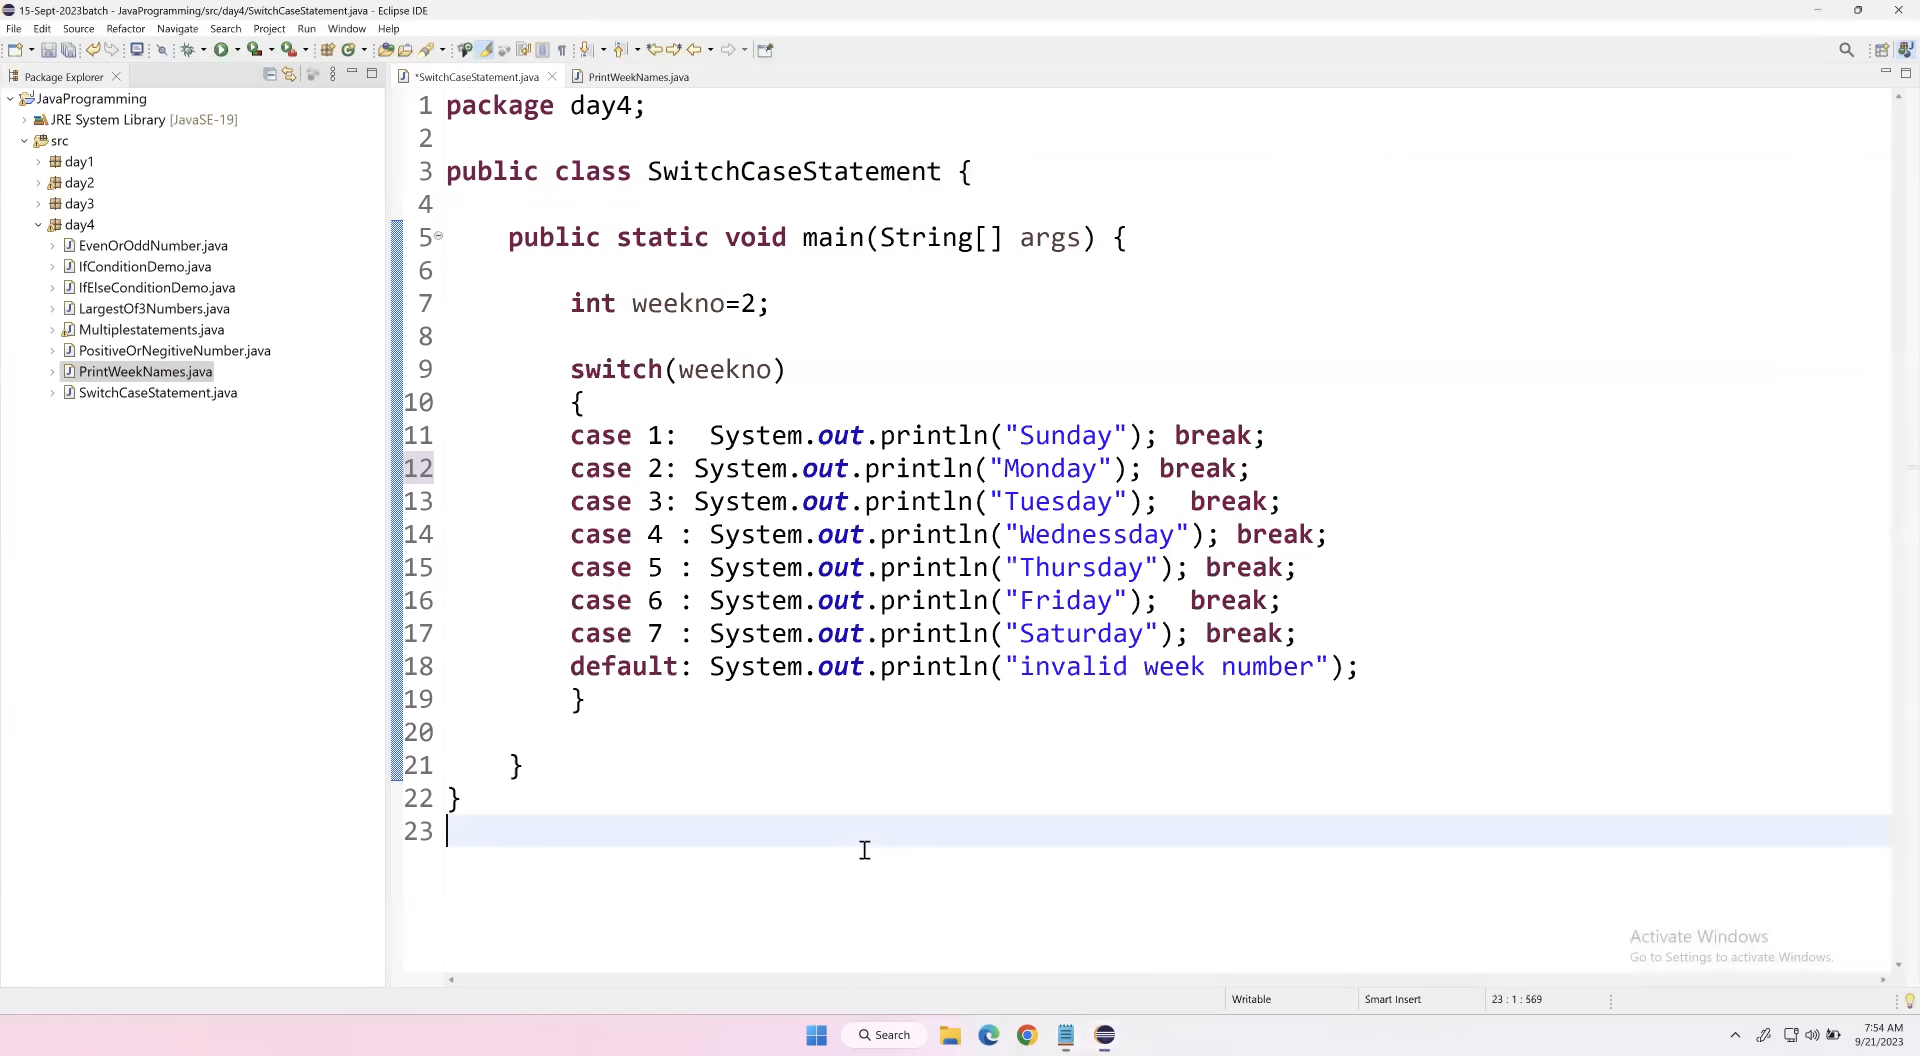 15-Sept-2023batch - JavaProgramming/src/day4/SwitchCaseStatement.java - Eclipse IDE
File Edit Source Refactor Navigate Search Project Run Window Help
Package Explorer
JavaProgramming
JRE System Library [JavaSE-19]
src
day1
day2
day3
day4
EvenOrOddNumber.java
IfConditionDemo.java
IfElseConditionDemo.java
LargestOf3Numbers.java
Multiplestatements.java
PositiveOrNegitiveNumber.java
PrintWeekNames.java
SwitchCaseStatement.java
*SwitchCaseStatement.java PrintWeekNames.java
1 package day4;
2
3 public class SwitchCaseStatement {
4
5 public static void main(String[] args) {
6
7 int weekno=2;
8
9 switch(weekno)
10 {
11 case 1:  System.out.println("Sunday"); break;
12 case 2: System.out.println("Monday"); break;
13 case 3: System.out.println("Tuesday");  break;
14 case 4 : System.out.println("Wednessday"); break;
15 case 5 : System.out.println("Thursday"); break;
16 case 6 : System.out.println("Friday");  break;
17 case 7 : System.out.println("Saturday"); break;
18 default: System.out.println("invalid week number");
19 }
20
21 }
22 }
23
Activate Windows
Go to Settings to activate Windows.
Writable Smart Insert 23 : 1 : 569
Search
7:54 AM
9/21/2023